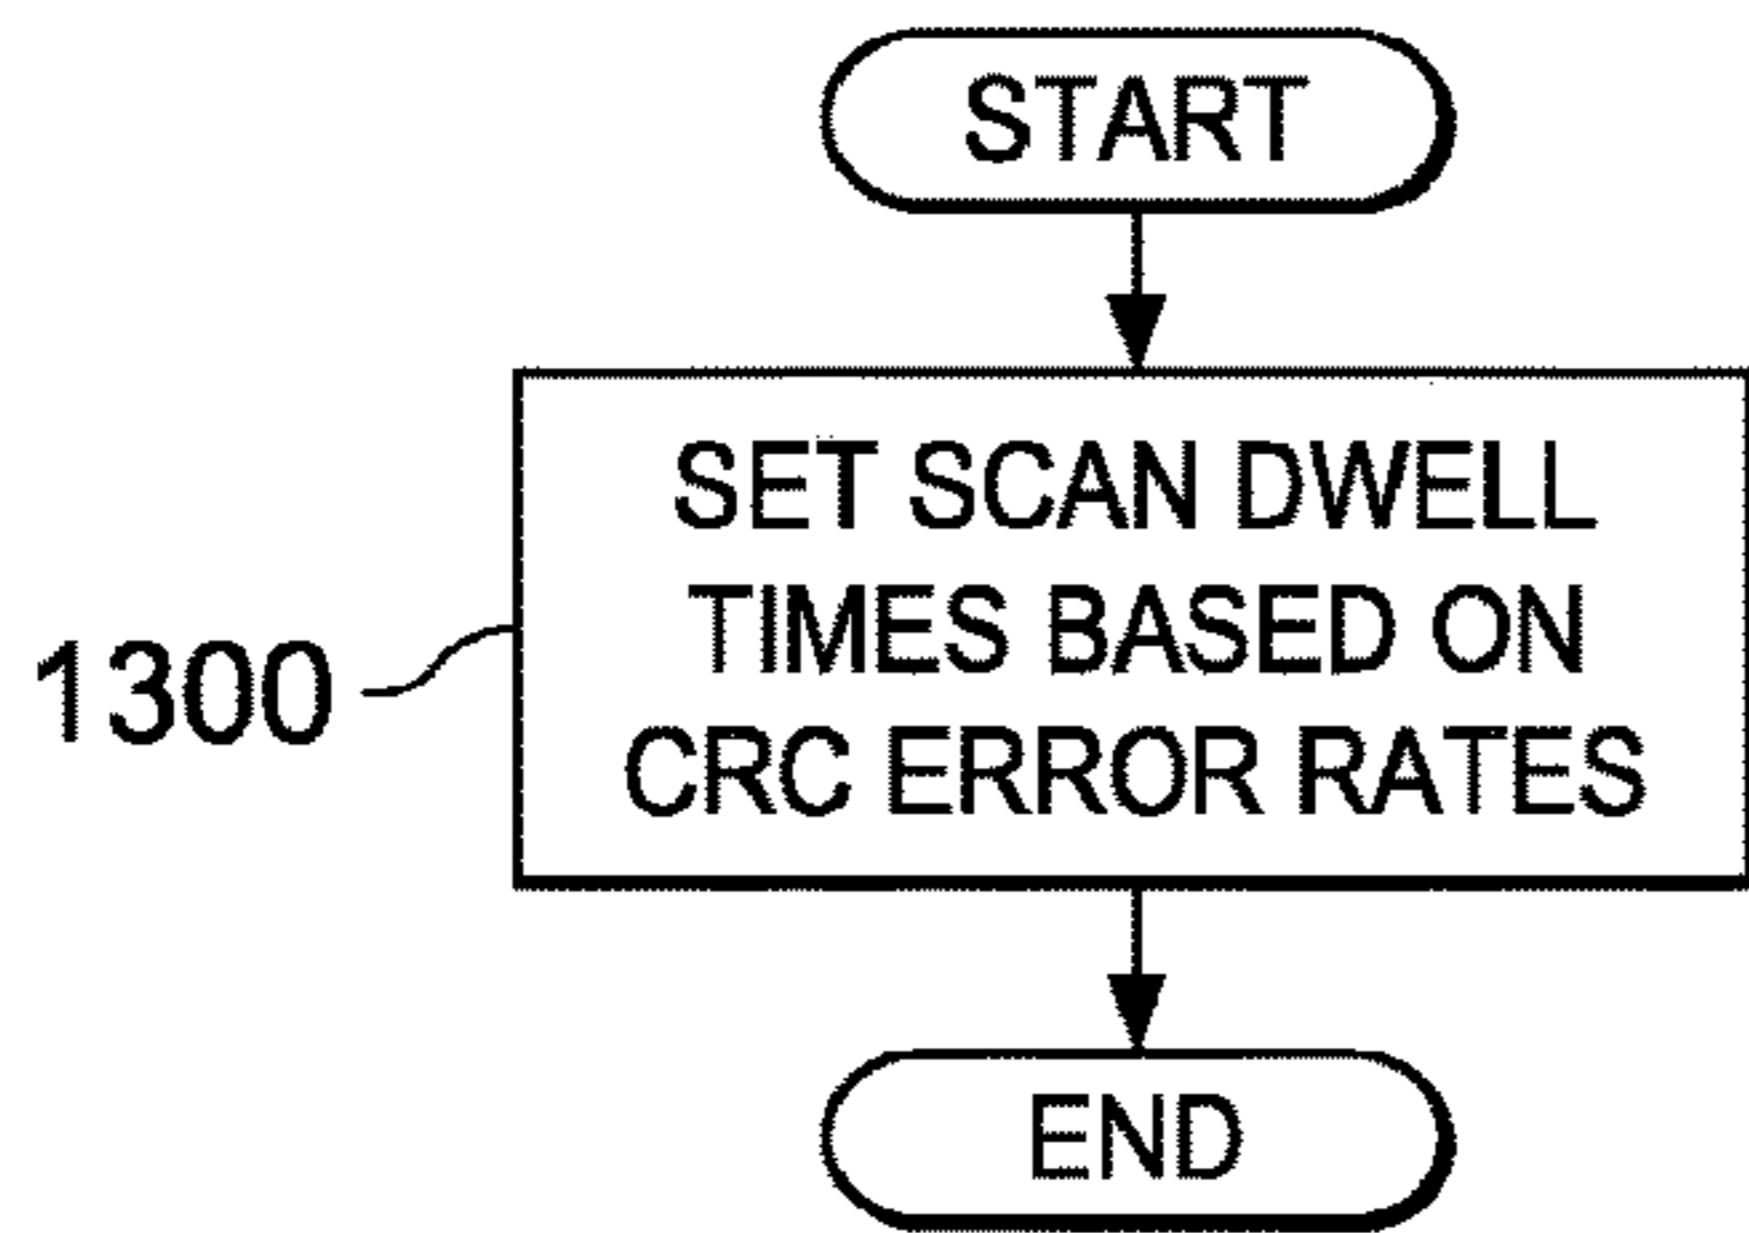 START
SET SCAN DWELL
TIMES BASED ON
CRC ERROR RATES
1300
END